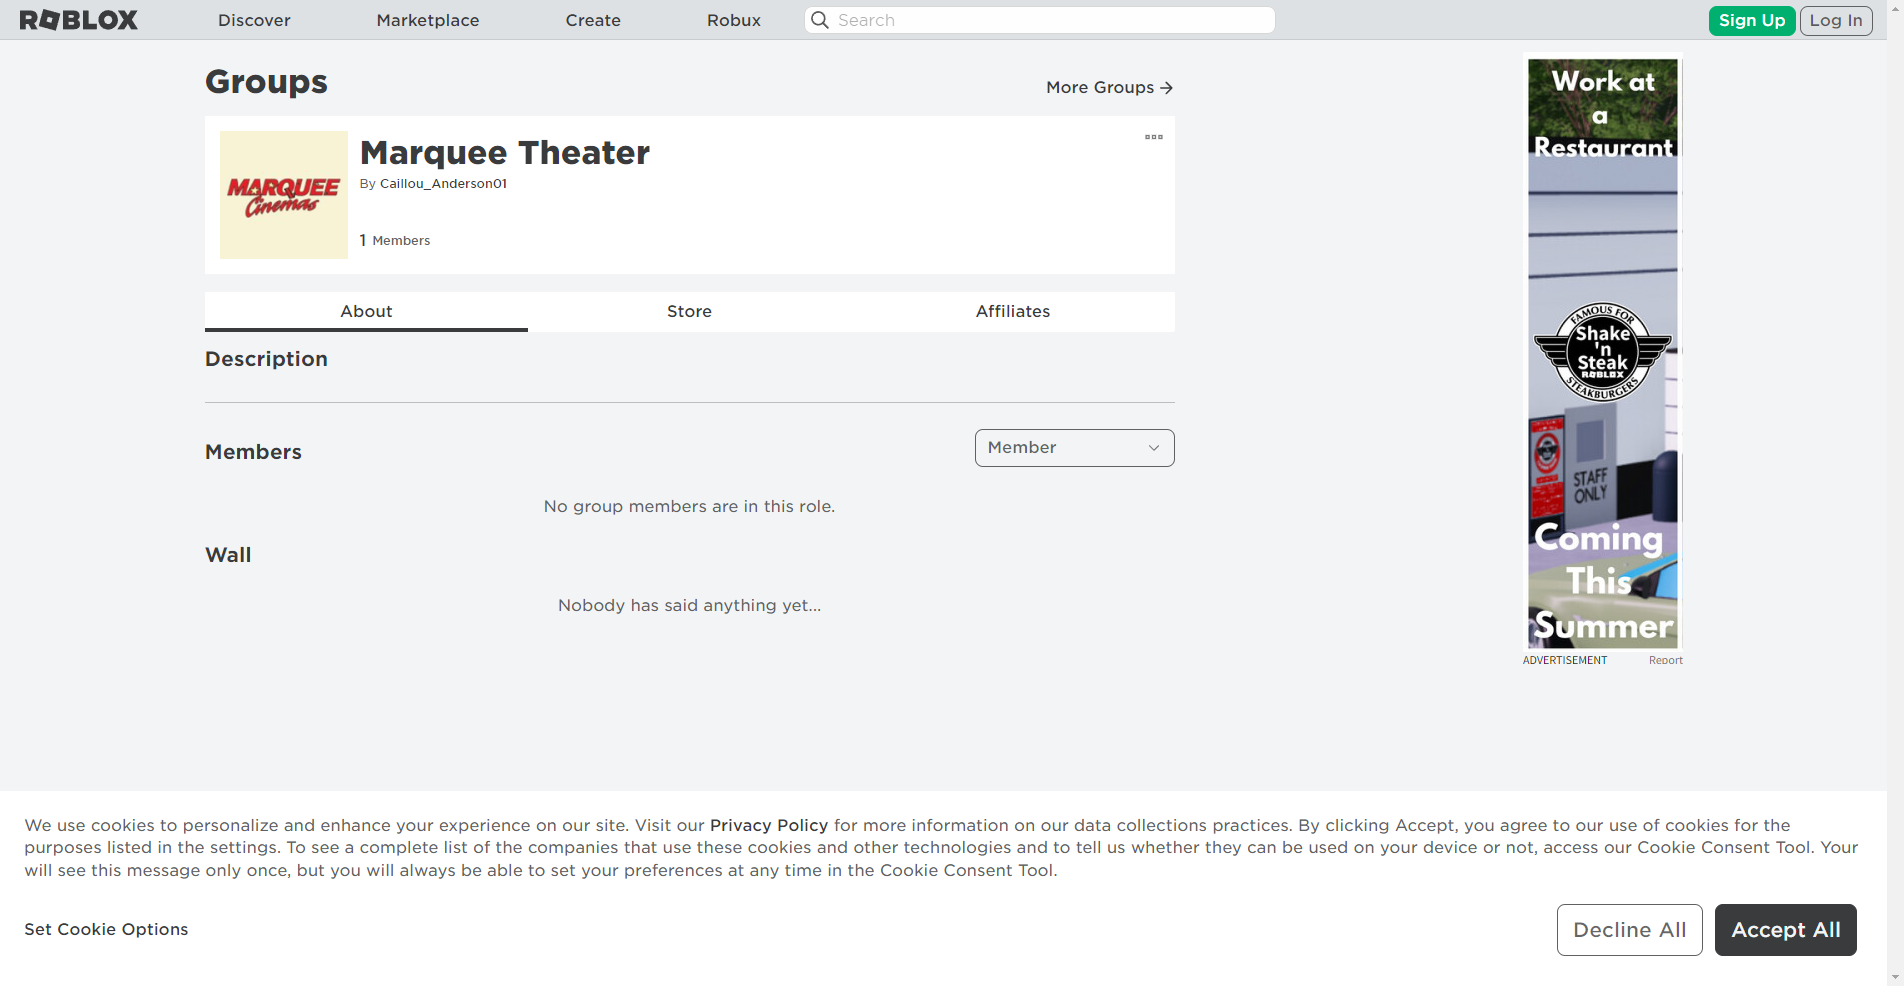 ROBLOX
Discover
Marketplace
Create
Robux
Search
Sign Up
Log In
Groups
More Groups
MARQUEE
Cinemas
Marquee Theater
By Caillou_Anderson01
1 Members
About
Store
Affiliates
Description
Members
Member
No group members are in this role.
Wall
Nobody has said anything yet...
Work at
a
Restaurant
FAMOUS FOR
Shake
'n
Steak
ROBLOX
STEAKBURGERS
STAFF
ONLY
Coming
This
Summer
ADVERTISEMENT
Report
We use cookies to personalize and enhance your experience on our site. Visit our Privacy Policy for more information on our data collections practices. By clicking Accept, you agree to our use of cookies for the
purposes listed in the settings. To see a complete list of the companies that use these cookies and other technologies and to tell us whether they can be used on your device or not, access our Cookie Consent Tool. Your
will see this message only once, but you will always be able to set your preferences at any time in the Cookie Consent Tool.
Set Cookie Options
Decline All
Accept All